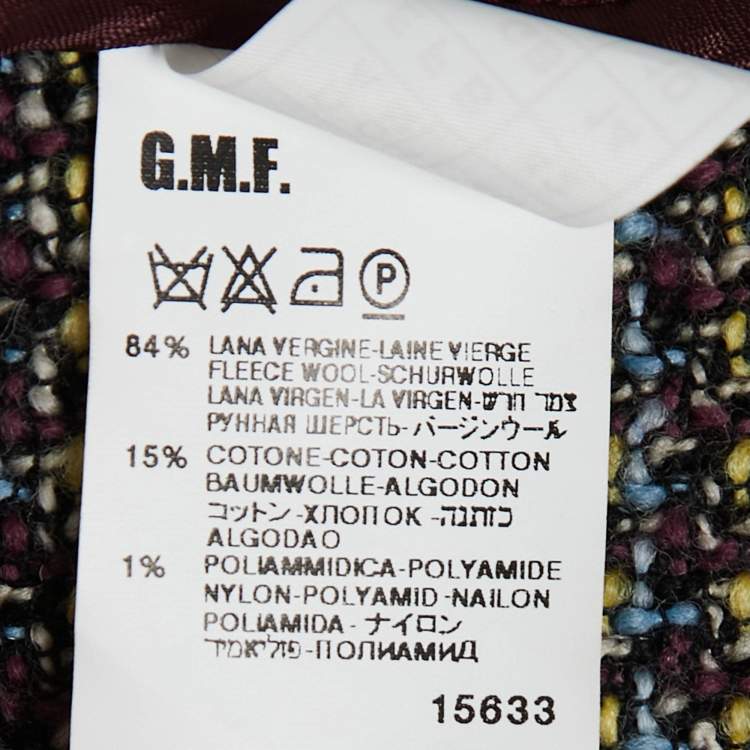 G.M.F.
P
84% LANA VERGINE-LAINE VIERGE
FLEECE WOOL-SCHURWOLLE
LANA VIRGEN-LA VIRGEN-צמר חדש
РУННАЯ ШЕРСТЬ-バージンウール
15% COTONE-COTON-COTTON
BAUMWOLLE-ALGODON
コットン-ХЛОПОК-כותנה
ALGODAO
1% POLIAMMIDICA-POLYAMIDE
NYLON-POLYAMID-NAILON
POLIAMIDA-ナイロン
פוליאמיד-ПОЛИАМИД
15633